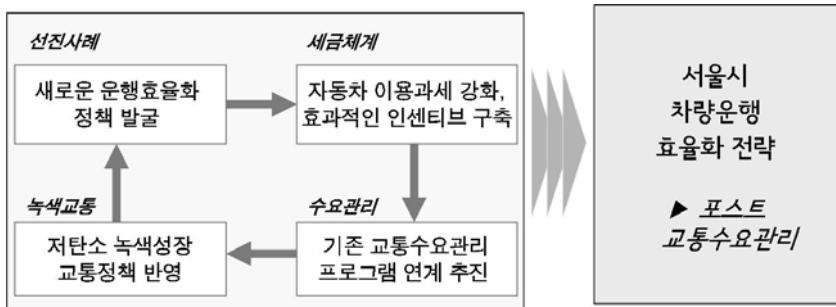 선진사례
새로운 운행효율화
정책 발굴
세금체계
자동차 이용과세 강화,
효과적인 인센티브 구축
녹색교통
저탄소 녹색성장
교통정책 반영
수요관리
기존 교통수요관리
프로그램 연계 추진
서울시
차량운행
효율화 전략
▶ 포스트
교통수요관리